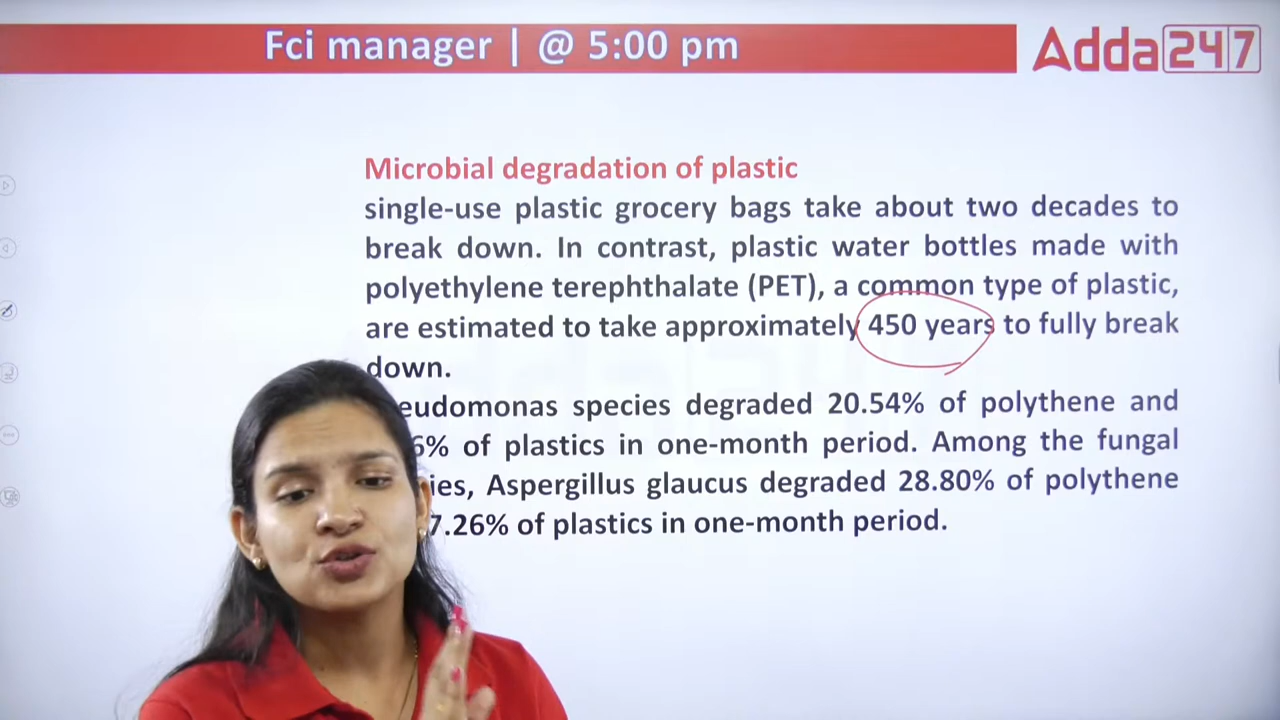 Fci manager | @ 5:00 pm
Adda247
Microbial degradation of plastic
single-use plastic grocery bags take about two decades to
break down. In contrast, plastic water bottles made with
polyethylene terephthalate (PET), a common type of plastic,
are estimated to take approximately 450 years to fully break
down.
eudomonas species degraded 20.54% of polythene and
6% of plastics in one-month period. Among the fungal
ies, Aspergillus glaucus degraded 28.80% of polythene
7.26% of plastics in one-month period.